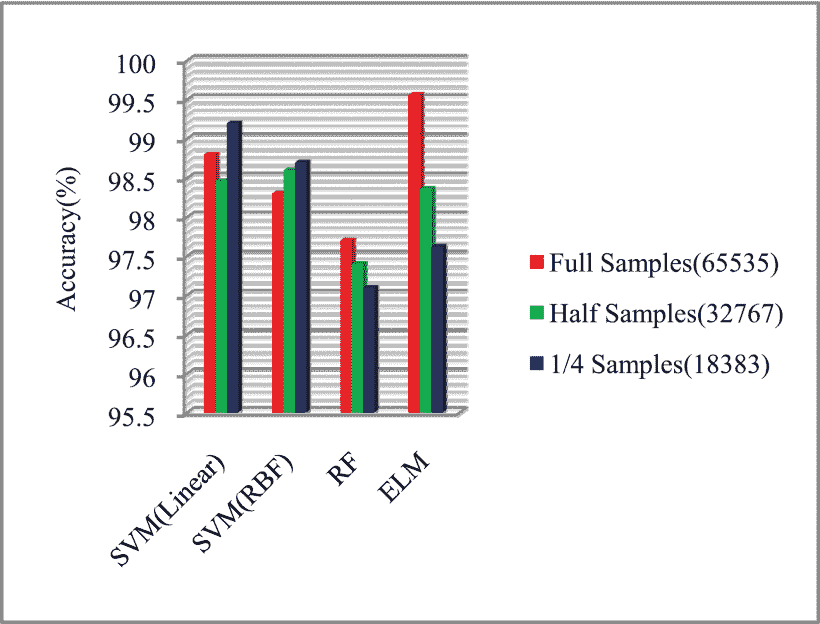 100
99.5
99
98.5
98
97.5
97
96.5
96
95.5
Accuracy(%)
SVM(Linear)
SVM(RBF)
RF
ELM
Full Samples(65535)
Half Samples(32767)
1/4 Samples(18383)